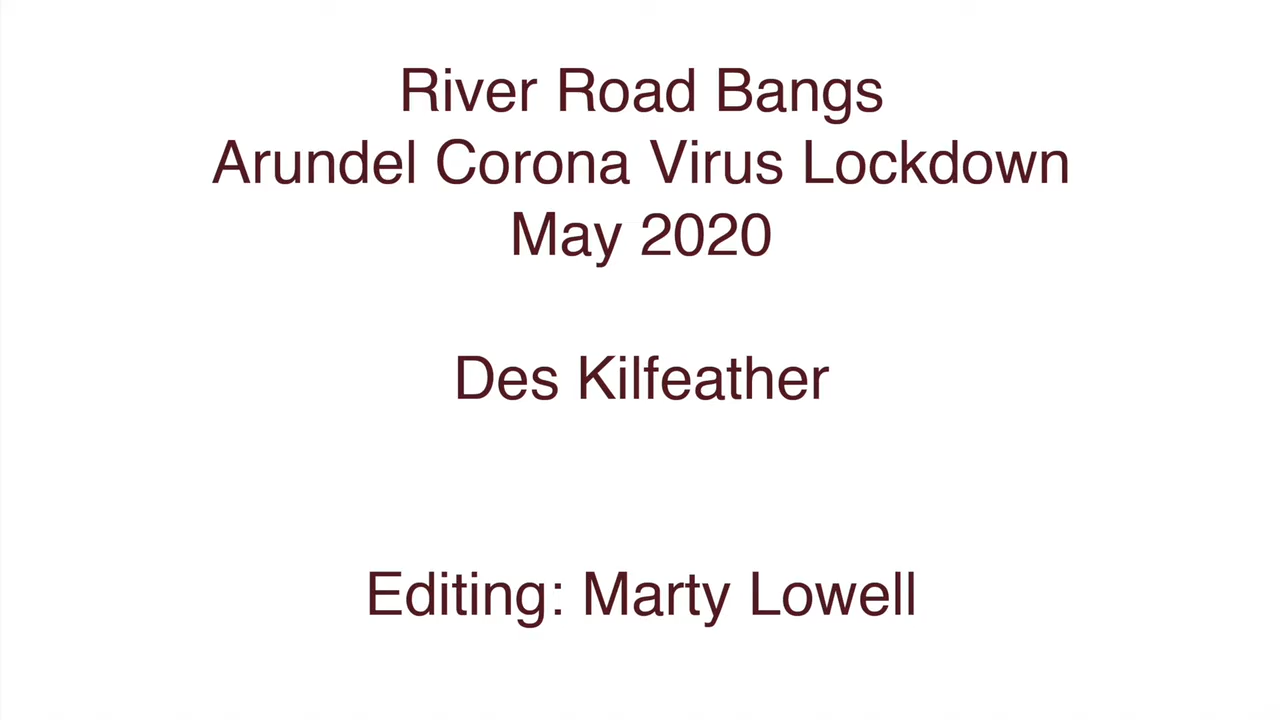 River Road Bangs
Arundel Corona Virus Lockdown
May 2020
Des Kilfeather
Editing: Marty Lowell